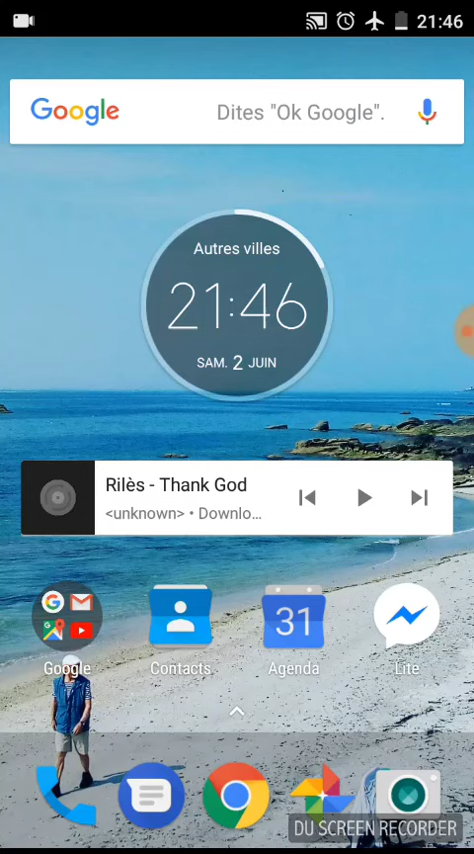 21:46
Google
Dites "Ok Google".
Autres villes
21:46
SAM. 2 JUIN
Rilès - Thank God
<unknown> • Downlo...
31
Google
Contacts
Agenda
Lite
DU SCREEN RECORDER